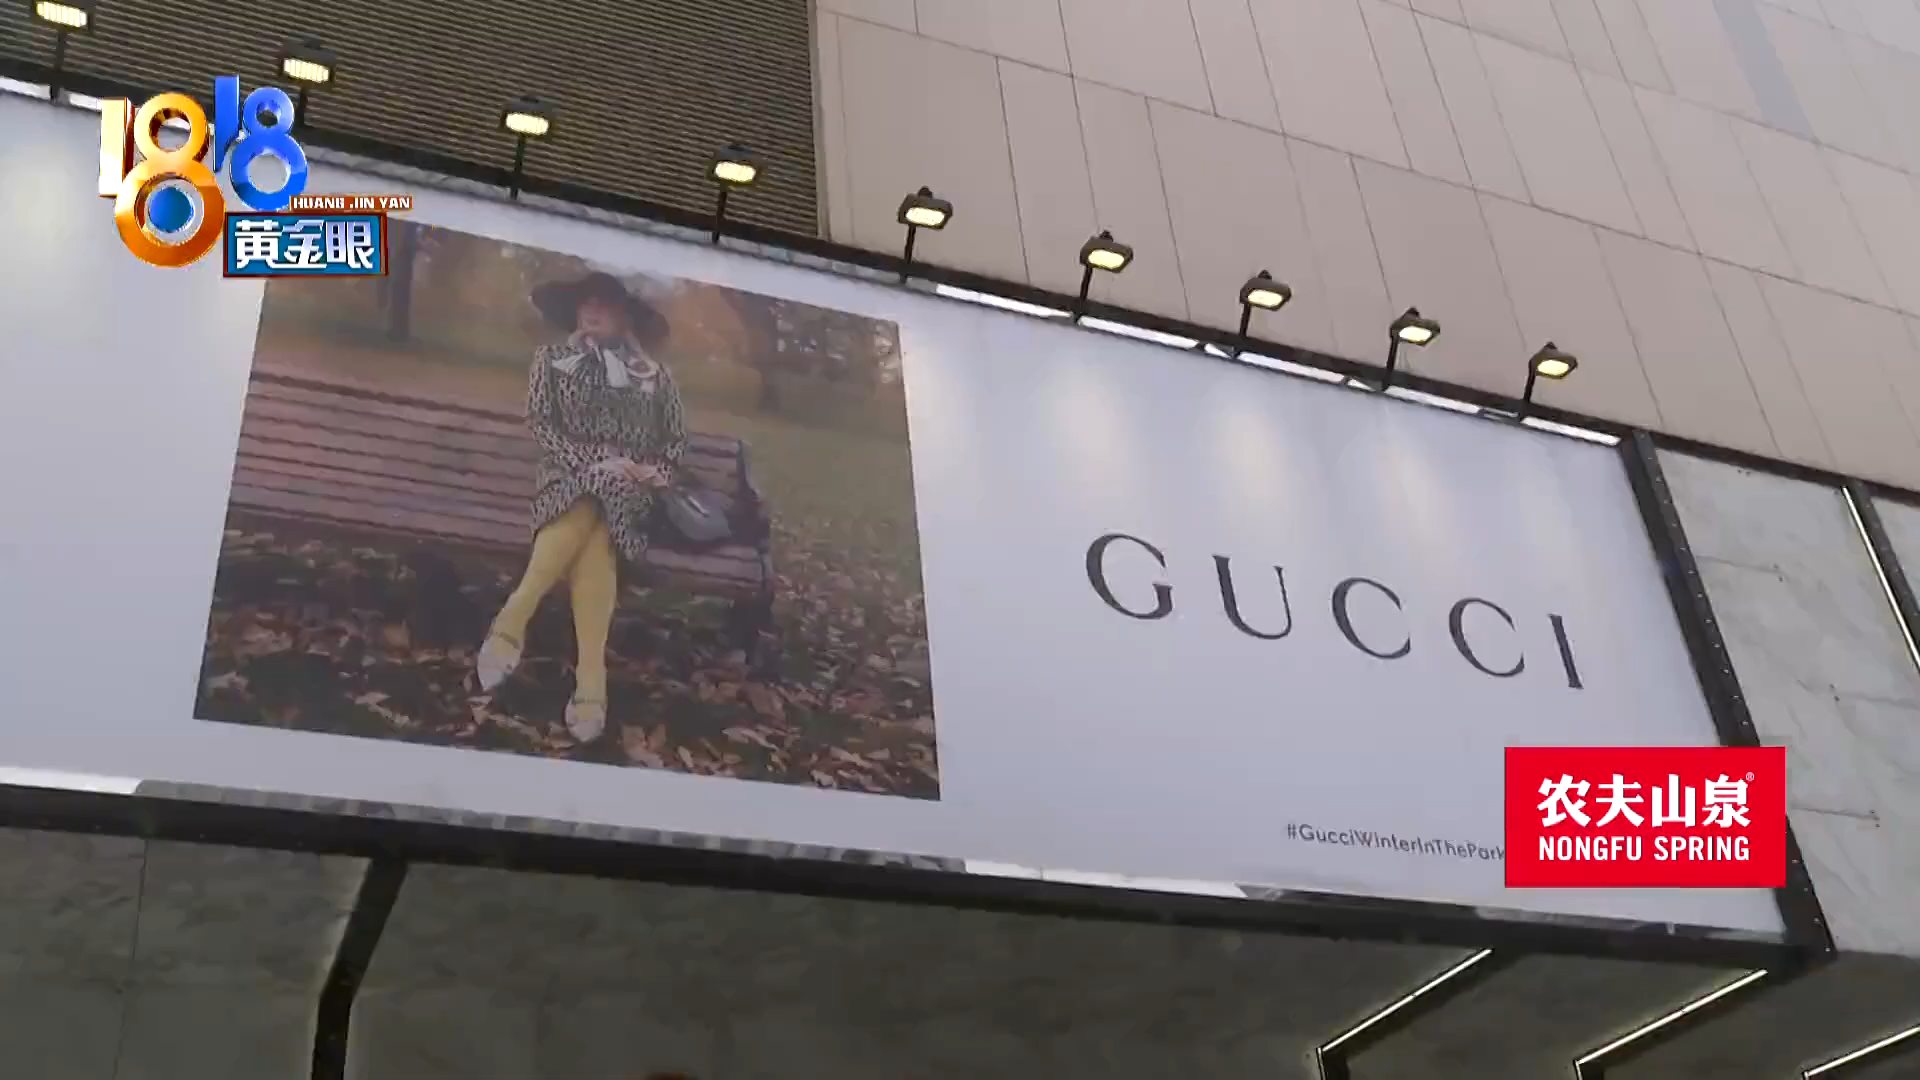 1818
HUANG JIN YAN
黄金眼
GUCCI
#GucciWinterInThePark
农夫山泉®
NONGFU SPRING